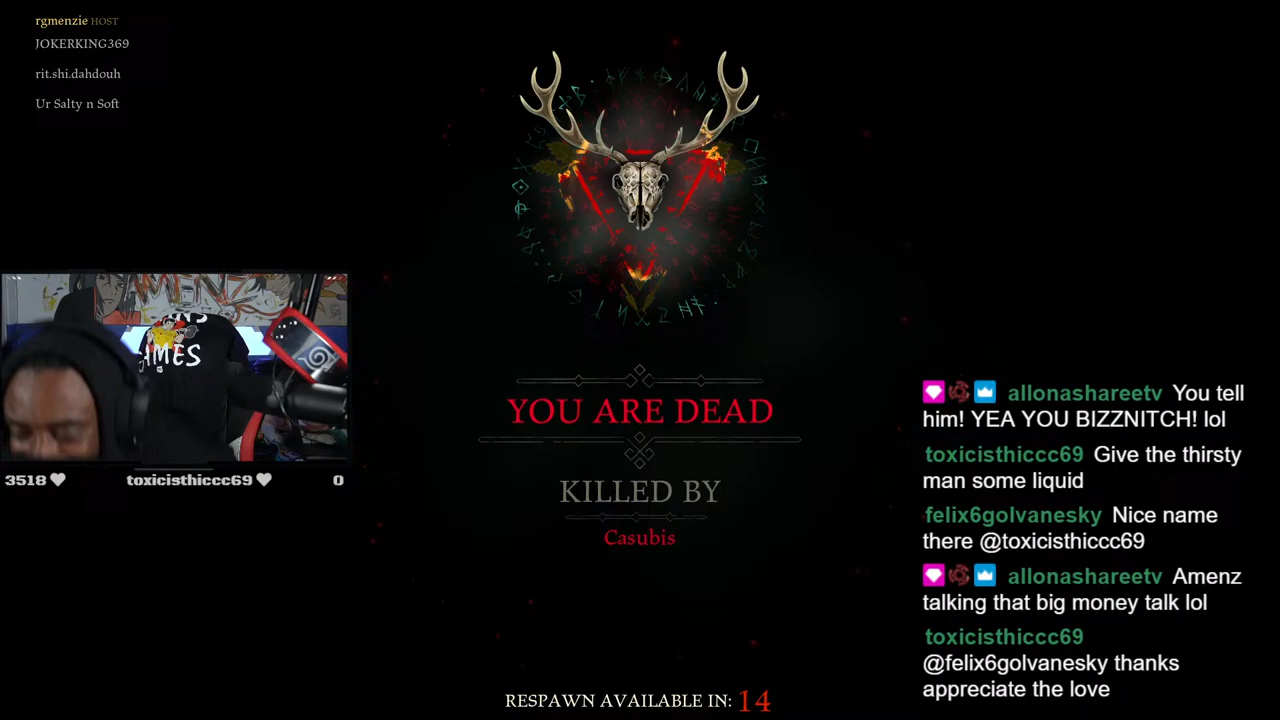 rgmenzie HOST
JOKERKING369
rit.shi.dahdouh
Ur Salty n Soft
YOU ARE DEAD
KILLED BY
Casubis
RESPAWN AVAILABLE IN: 14
3518 toxicisthiccc69 0
allonashareetv You tell
him! YEA YOU BIZZNITCH! lol
toxicisthiccc69 Give the thirsty
man some liquid
felix6golvanesky Nice name
there @toxicisthiccc69
allonashareetv Amenz
talking that big money talk lol
toxicisthiccc69
@felix6golvanesky thanks
appreciate the love